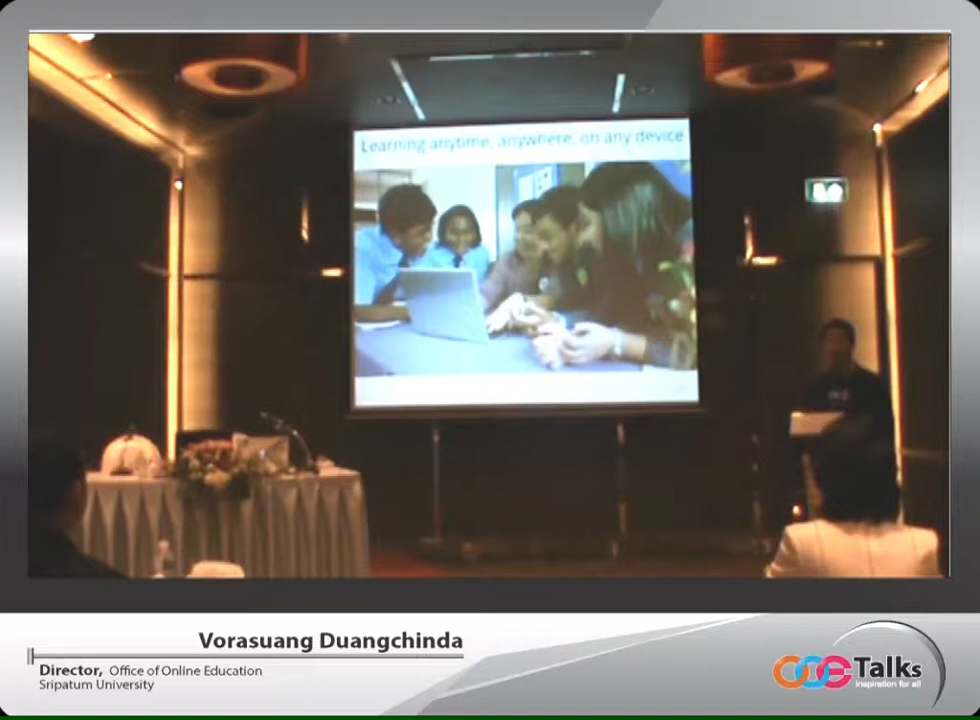 Learning anytime, anywhere, on any device
Vorasuang Duangchinda
Director, Office of Online Education
Sripatum University
OOE Talks
Inspiration for all